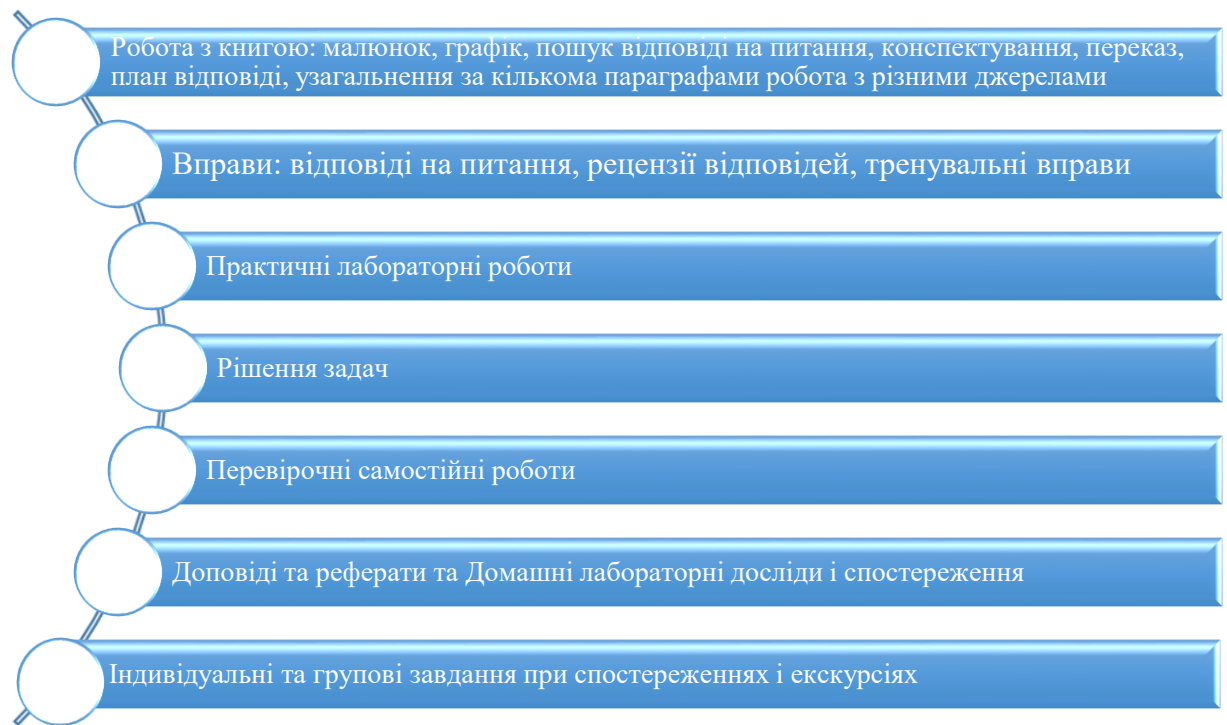 Робота з книгою: малюнок, графік, пошук відповіді на питання, конспектування, переказ,
план відповіді, узагальнення за кількома параграфами робота з різними джерелами
Вправи: відповіді на питання, рецензії відповідей, тренувальні вправи
Практичні лабораторні роботи
Рішення задач
Перевірочні самостійні роботи
Доповіді та реферати та Домашні лабораторні досліди і спостереження
Індивідуальні та групові завдання при спостереженнях і екскурсіях